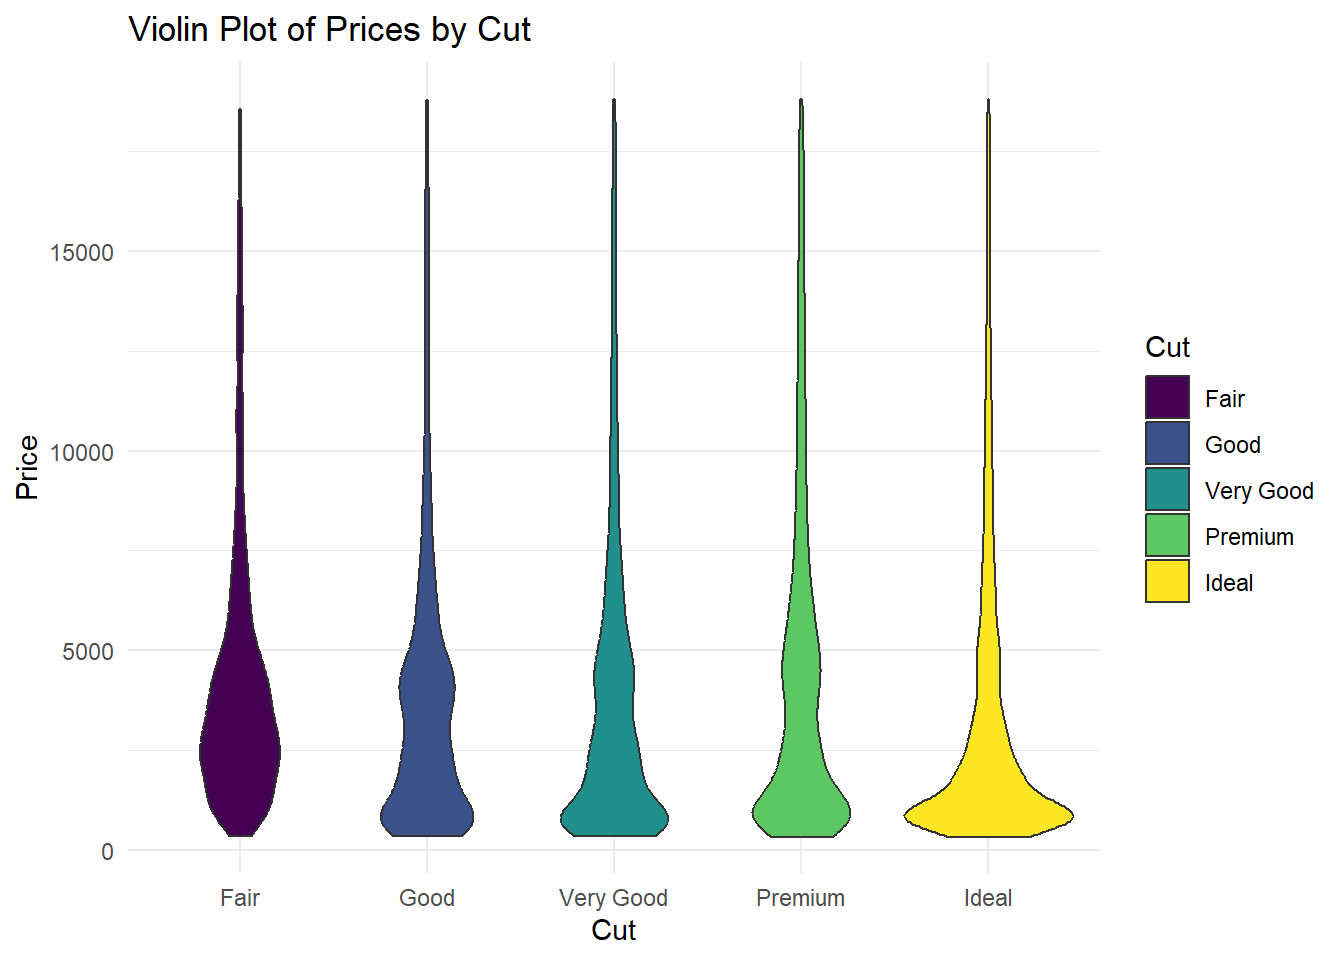 Violin Plot of Prices by Cut
Price
15000
10000
5000
0
Fair
Good
Very Good
Premium
Ideal
Cut
Cut
Fair
Good
Very Good
Premium
Ideal